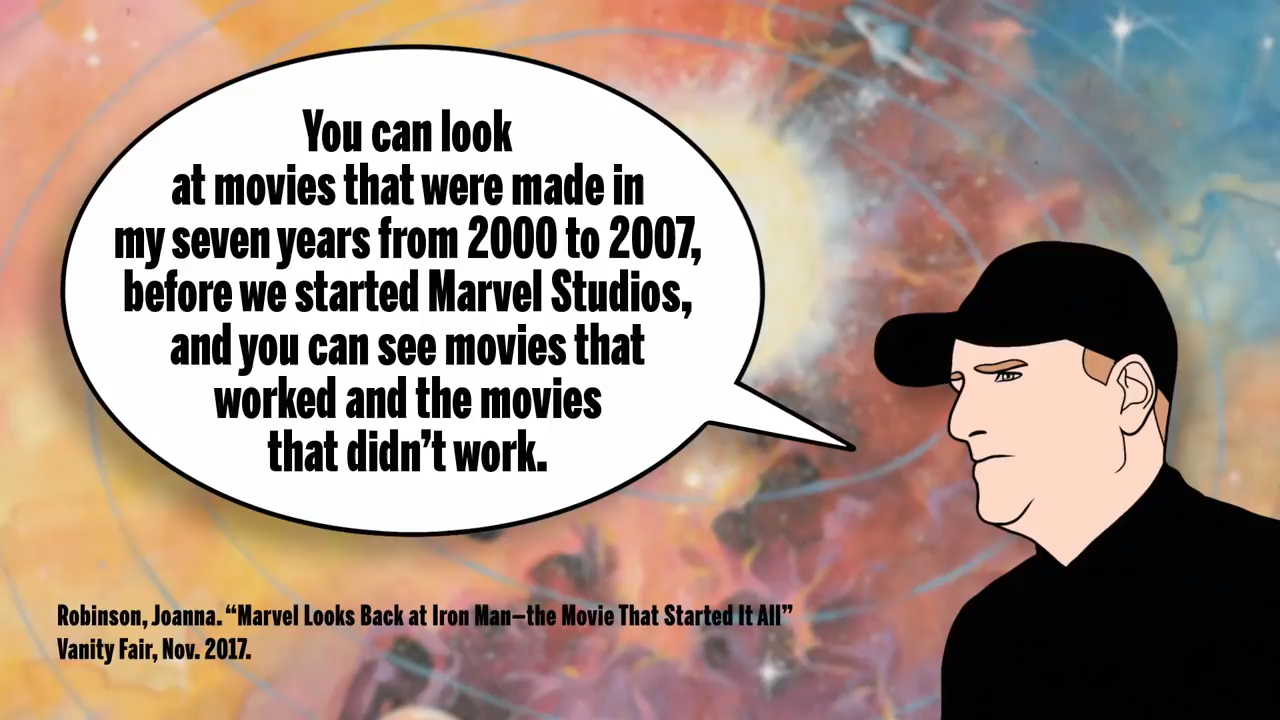 You can look
at movies that were made in
my seven years from 2000 to 2007,
before we started Marvel Studios,
and you can see movies that
worked and the movies
that didn’t work.
Robinson, Joanna. “Marvel Looks Back at Iron Man–the Movie That Started It All”
Vanity Fair, Nov. 2017.